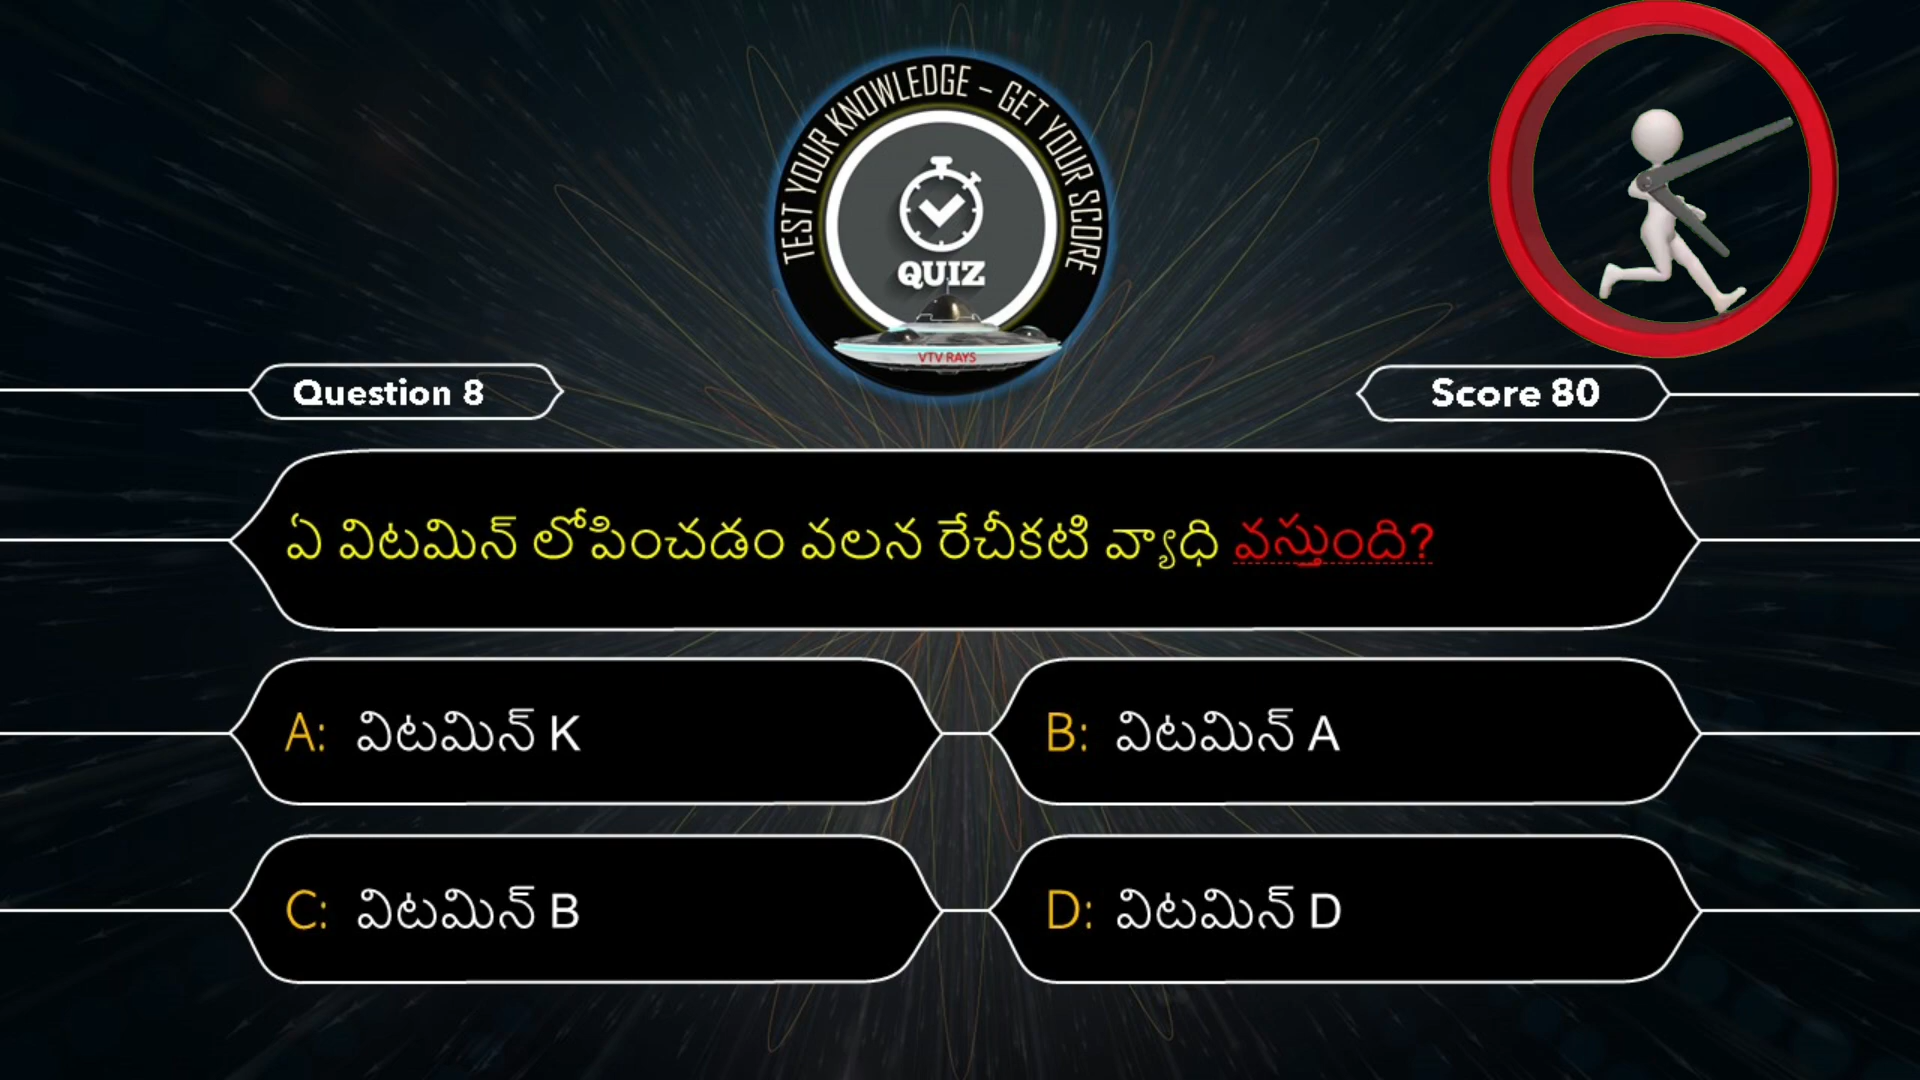 TEST YOUR KNOWLEDGE – GET YOUR SCORE
QUIZ
VTV RAYS
Question 8
Score 80
ఏ విటమిన్ లోపించడం వలన రేచీకటి వ్యాధి వస్తుంది?
A: విటమిన్ K
B: విటమిన్ A
C: విటమిన్ B
D: విటమిన్ D